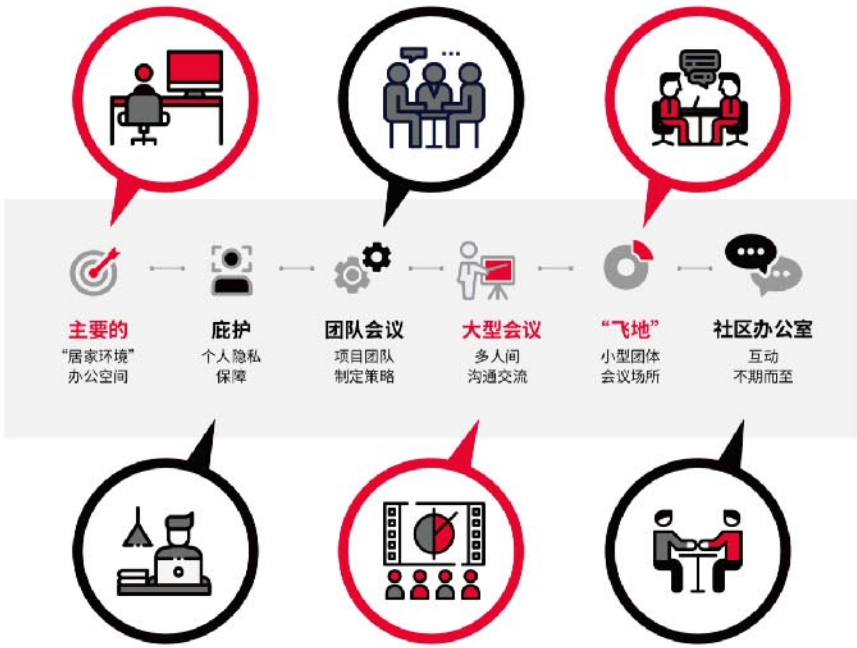 主要的
“居家环境”
办公空间
庇护
个人隐私
保障
团队会议
项目团队
制定策略
大型会议
多人间
沟通交流
“飞地”
小型团体
会议场所
社区办公室
互动
不期而至